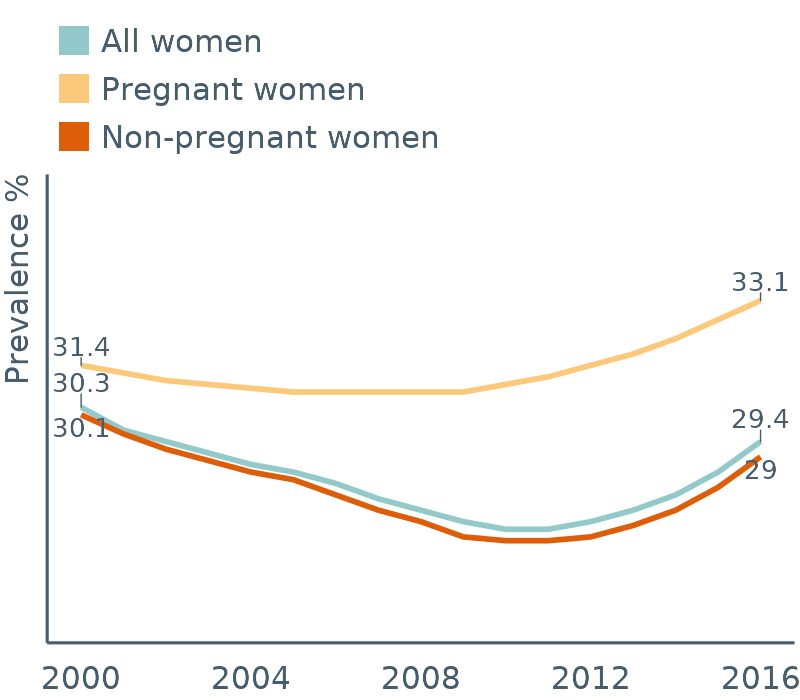 All women
Pregnant women
Non-pregnant women
Prevalence %
33.1
31.4
30.3
30.1
29.4
29
2000 2004 2008 2012 2016